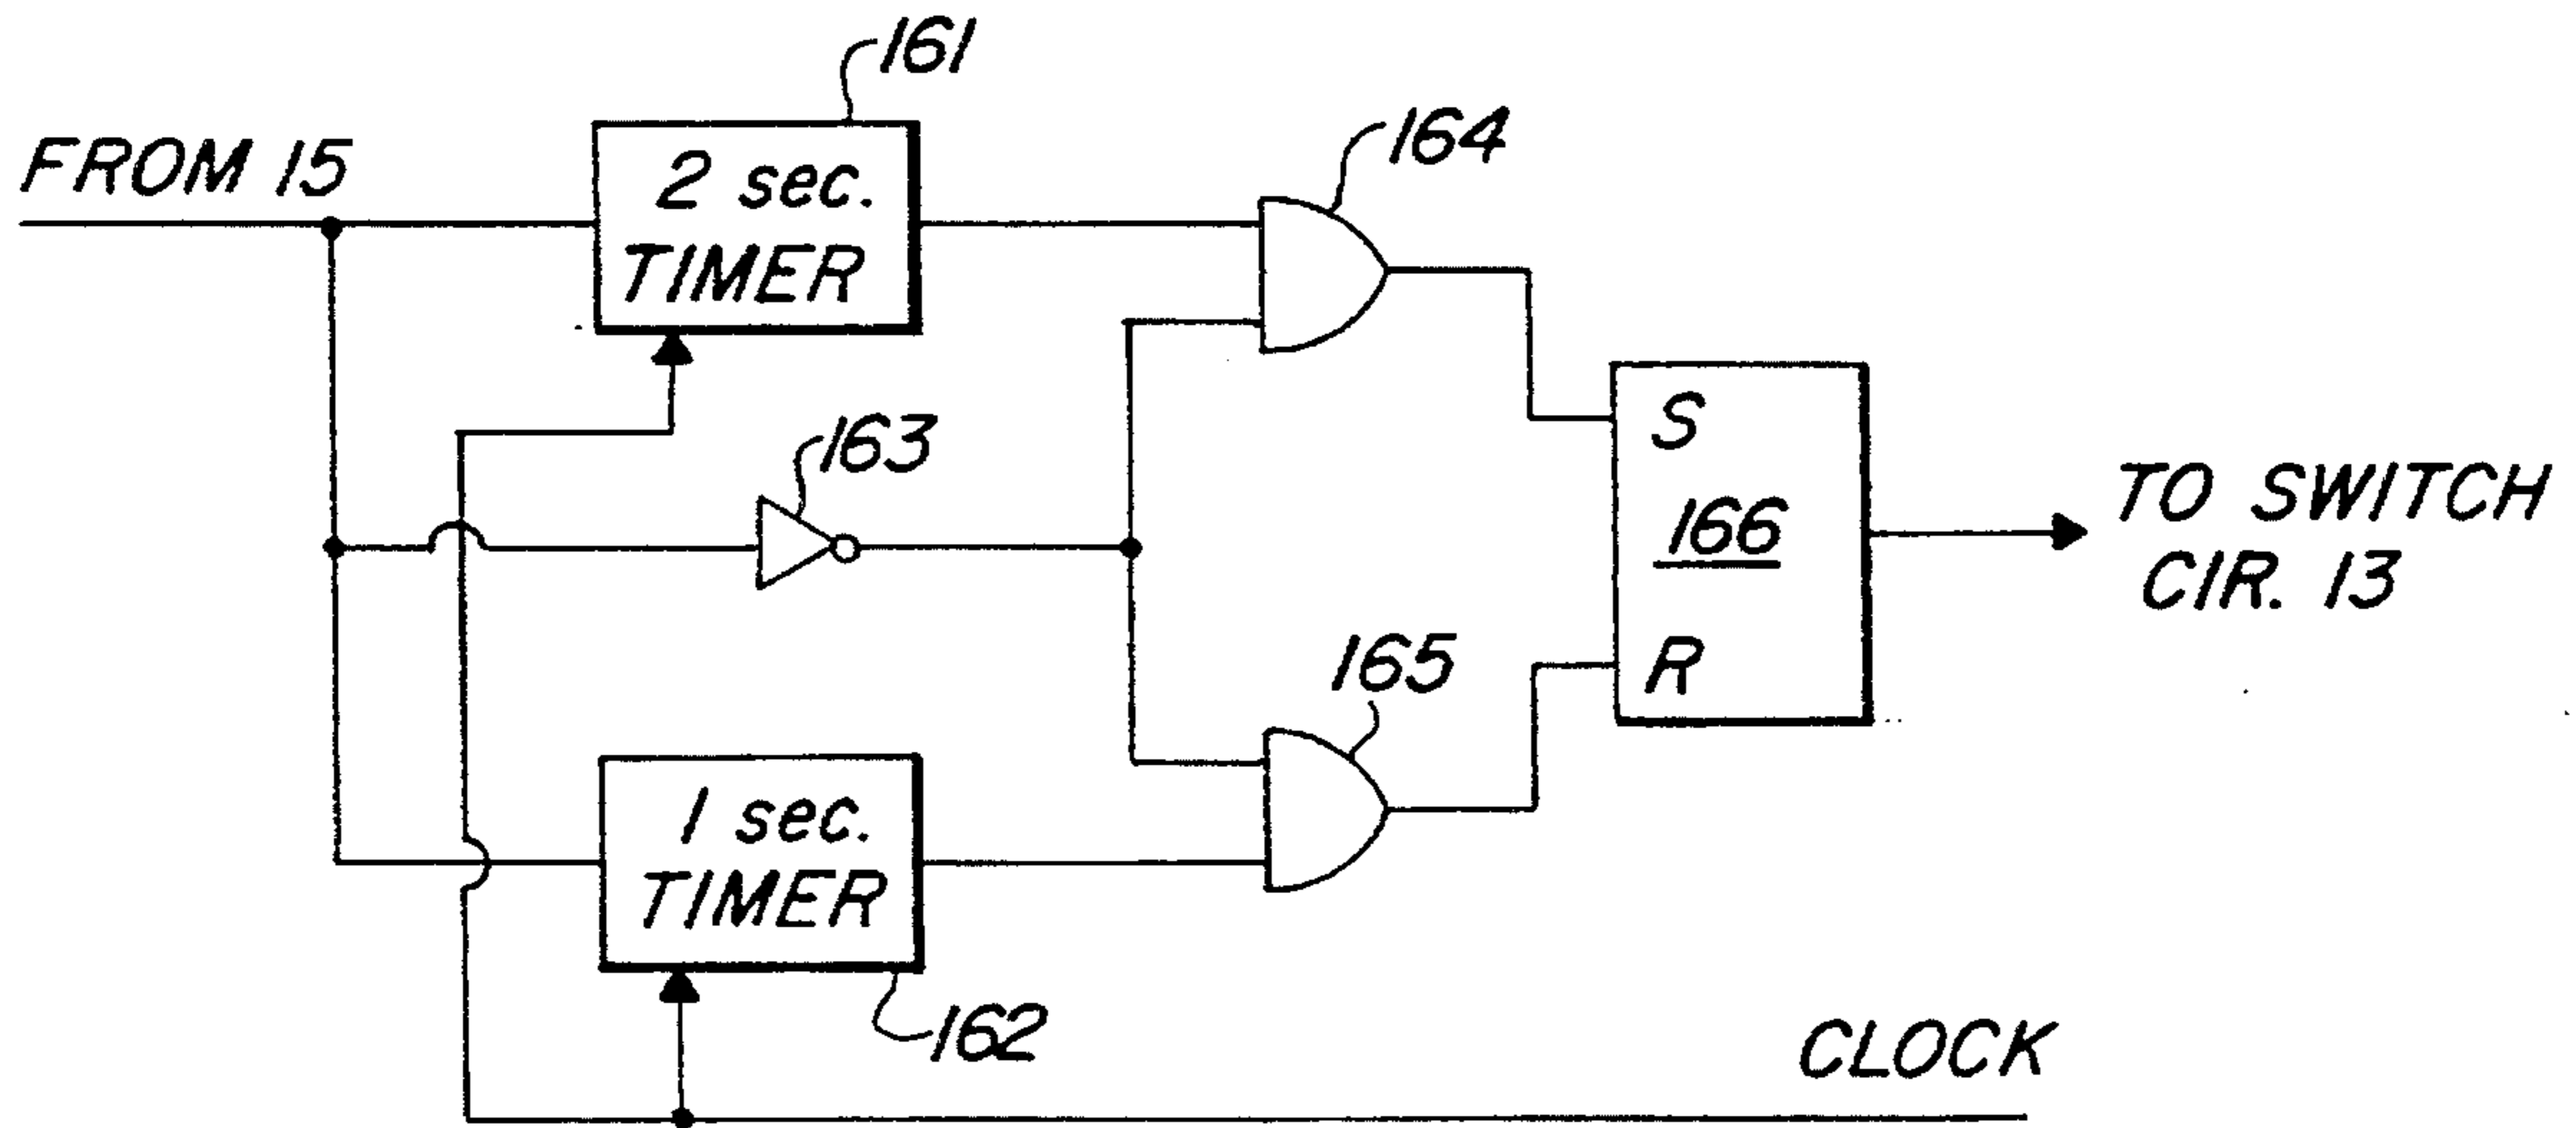 161
FROM 15
2 sec.
TIMER
164
163
S
166
R
TO SWITCH
CIR. 13
165
1 sec.
TIMER
162
CLOCK